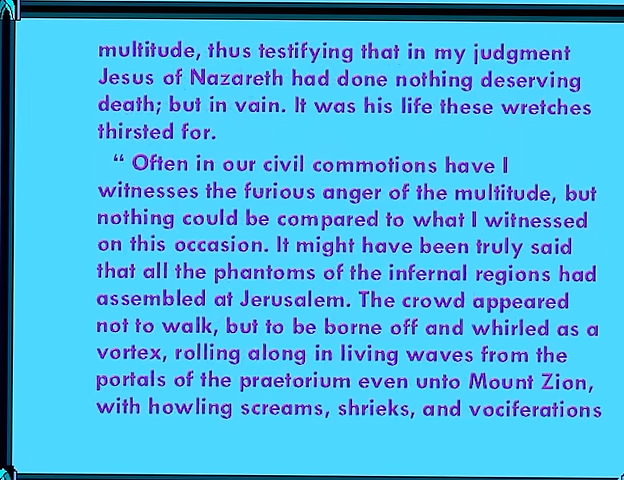 multitude, thus testifying that in my judgment
Jesus of Nazareth had done nothing deserving
death; but in vain. It was his life these wretches
thirsted for.
“ Often in our civil commotions have I
witnesses the furious anger of the multitude, but
nothing could be compared to what I witnessed
on this occasion. It might have been truly said
that all the phantoms of the infernal regions had
assembled at Jerusalem. The crowd appeared
not to walk, but to be borne off and whirled as a
vortex, rolling along in living waves from the
portals of the praetorium even unto Mount Zion,
with howling screams, shrieks, and vociferations